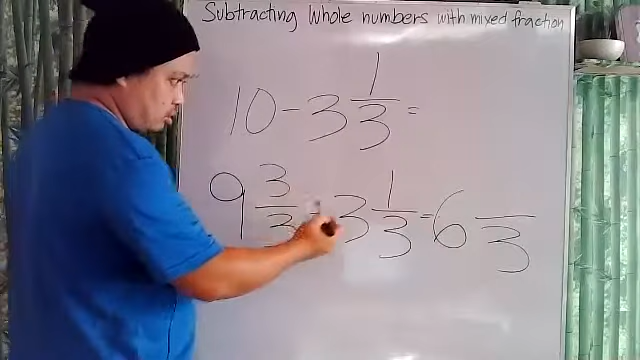 Subtracting Whole numbers with mixed fraction
10 - 3 1/3 =
9 3/3 - 3 1/3 = 6 /3